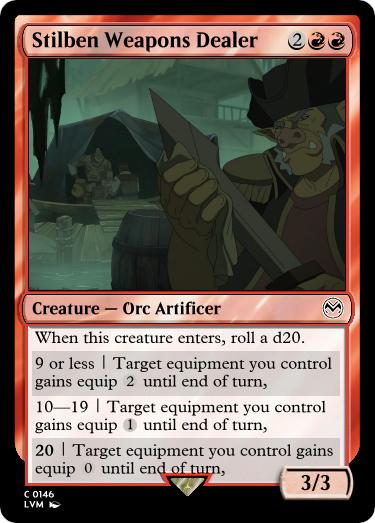 Stilben Weapons Dealer 2
Creature — Orc Artificer
When this creature enters, roll a d20.
9 or less | Target equipment you control
gains equip 2 until end of turn,
10—19 | Target equipment you control
gains equip 1 until end of turn,
20 | Target equipment you control gains
equip 0 until end of turn,
3/3
C 0146
LVM